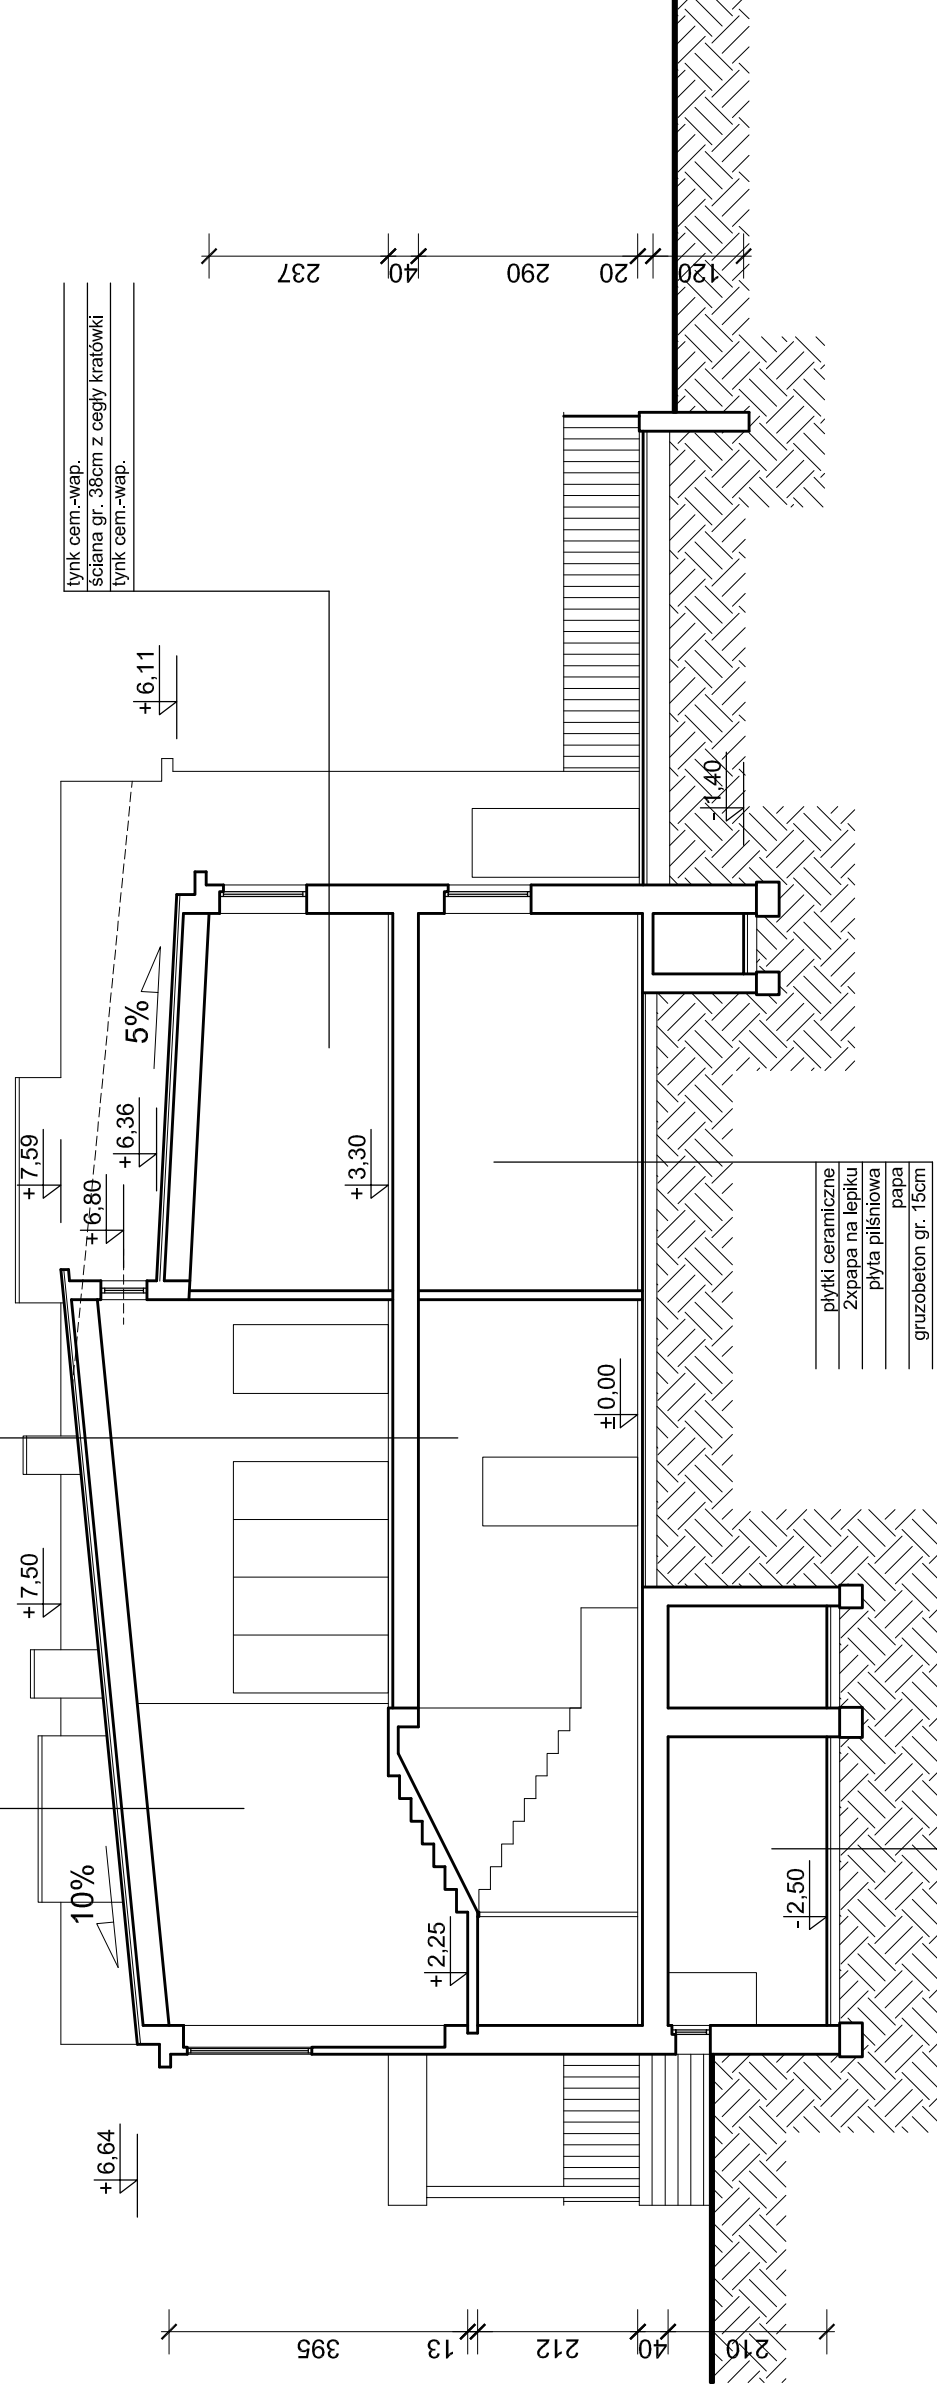 tynk cem.-wap.
ściana gr. 38cm z cegły kratówki
tynk cem.-wap.
237
40
290
20
120
+6,11
-1,40
5%
+6,36
+7,59
+6,80
+3,30
płytki ceramiczne
2xpapa na lepiku
płyta pilśniowa
papa
gruzobeton gr. 15cm
±0,00
+7,50
10%
+2,25
-2,50
+6,64
395
13
212
40
210